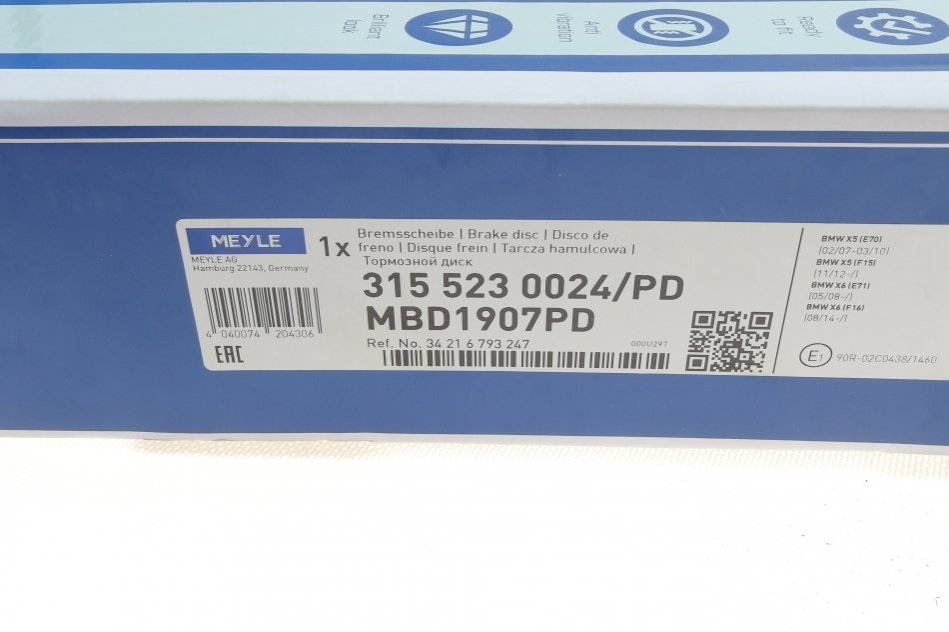 Brilliant
look
Anti
vibration
Ready
to fit
MEYLE
MEYLE AG
Hamburg 22143, Germany
4 040074 204306
EAC
1x
Bremsscheibe | Brake disc | Disco de
freno | Disque frein | Tarcza hamulcowa |
Тормозной диск
315 523 0024/PD
MBD1907PD
Ref. No. 34 21 6 793 247
000U297
BMW X5 (E70)
(02/07-03/10)
BMW X5 (F15)
(11/12-/)
BMW X6 (E71)
(05/08-/)
BMW X6 (F16)
(08/14-/)
E1 90R-02C0438/1460